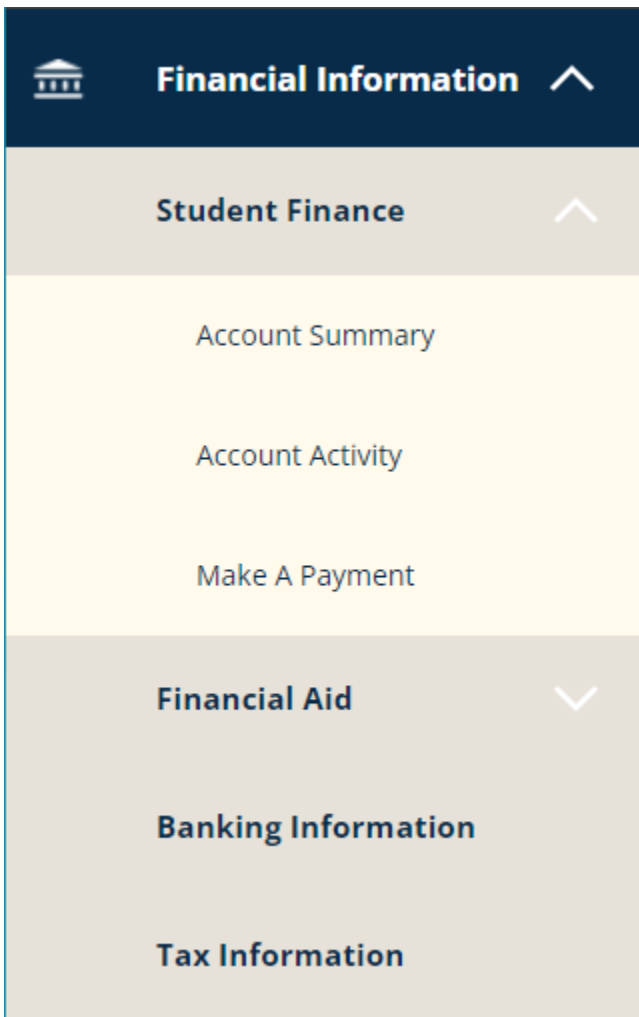 Financial Information
Student Finance
Account Summary
Account Activity
Make A Payment
Financial Aid
Banking Information
Tax Information